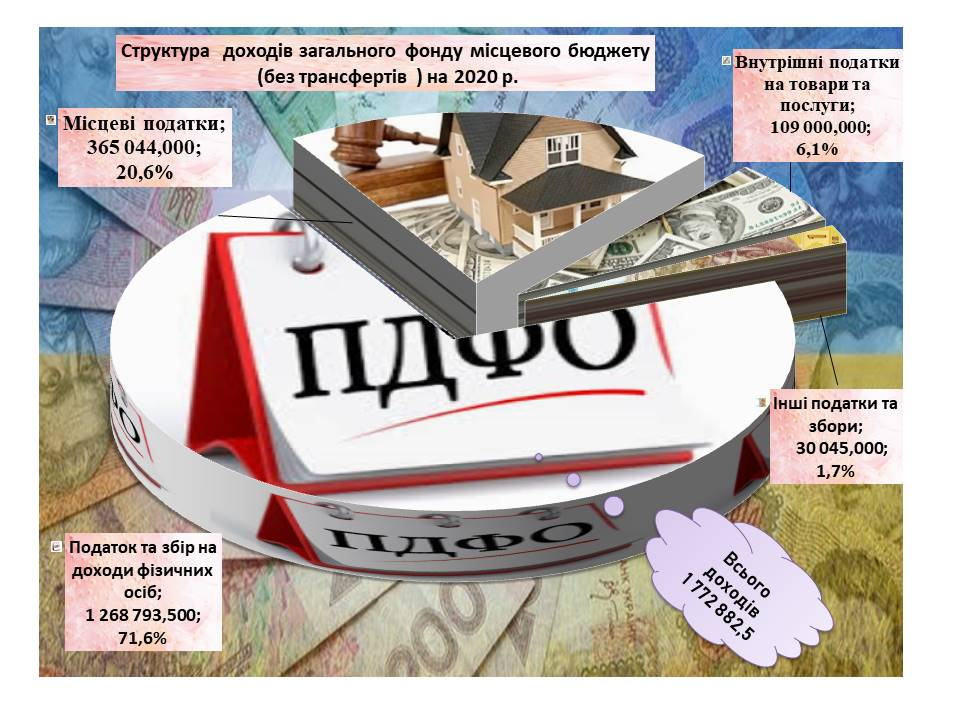 Структура доходів загального фонду місцевого бюджету
(без трансфертів ) на 2020 р.
Місцеві податки;
365 044,000;
20,6%
Внутрішні податки
на товари та
послуги;
109 000,000;
6,1%
ПДФО
Інші податки та
збори;
30 045,000;
1,7%
ПДФО
Податок та збір на
доходи фізичних
осіб;
1 268 793,500;
71,6%
Всього
доходів
1 772 882,5